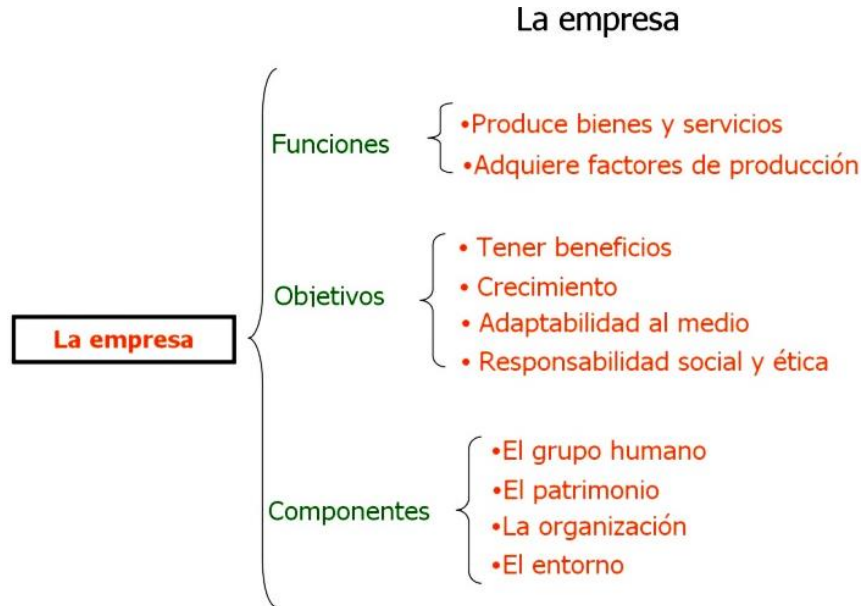 La empresa
La empresa
Funciones
•Produce bienes y servicios
•Adquiere factores de producción
Objetivos
• Tener beneficios
• Crecimiento
• Adaptabilidad al medio
• Responsabilidad social y ética
Componentes
•El grupo humano
•El patrimonio
•La organización
•El entorno